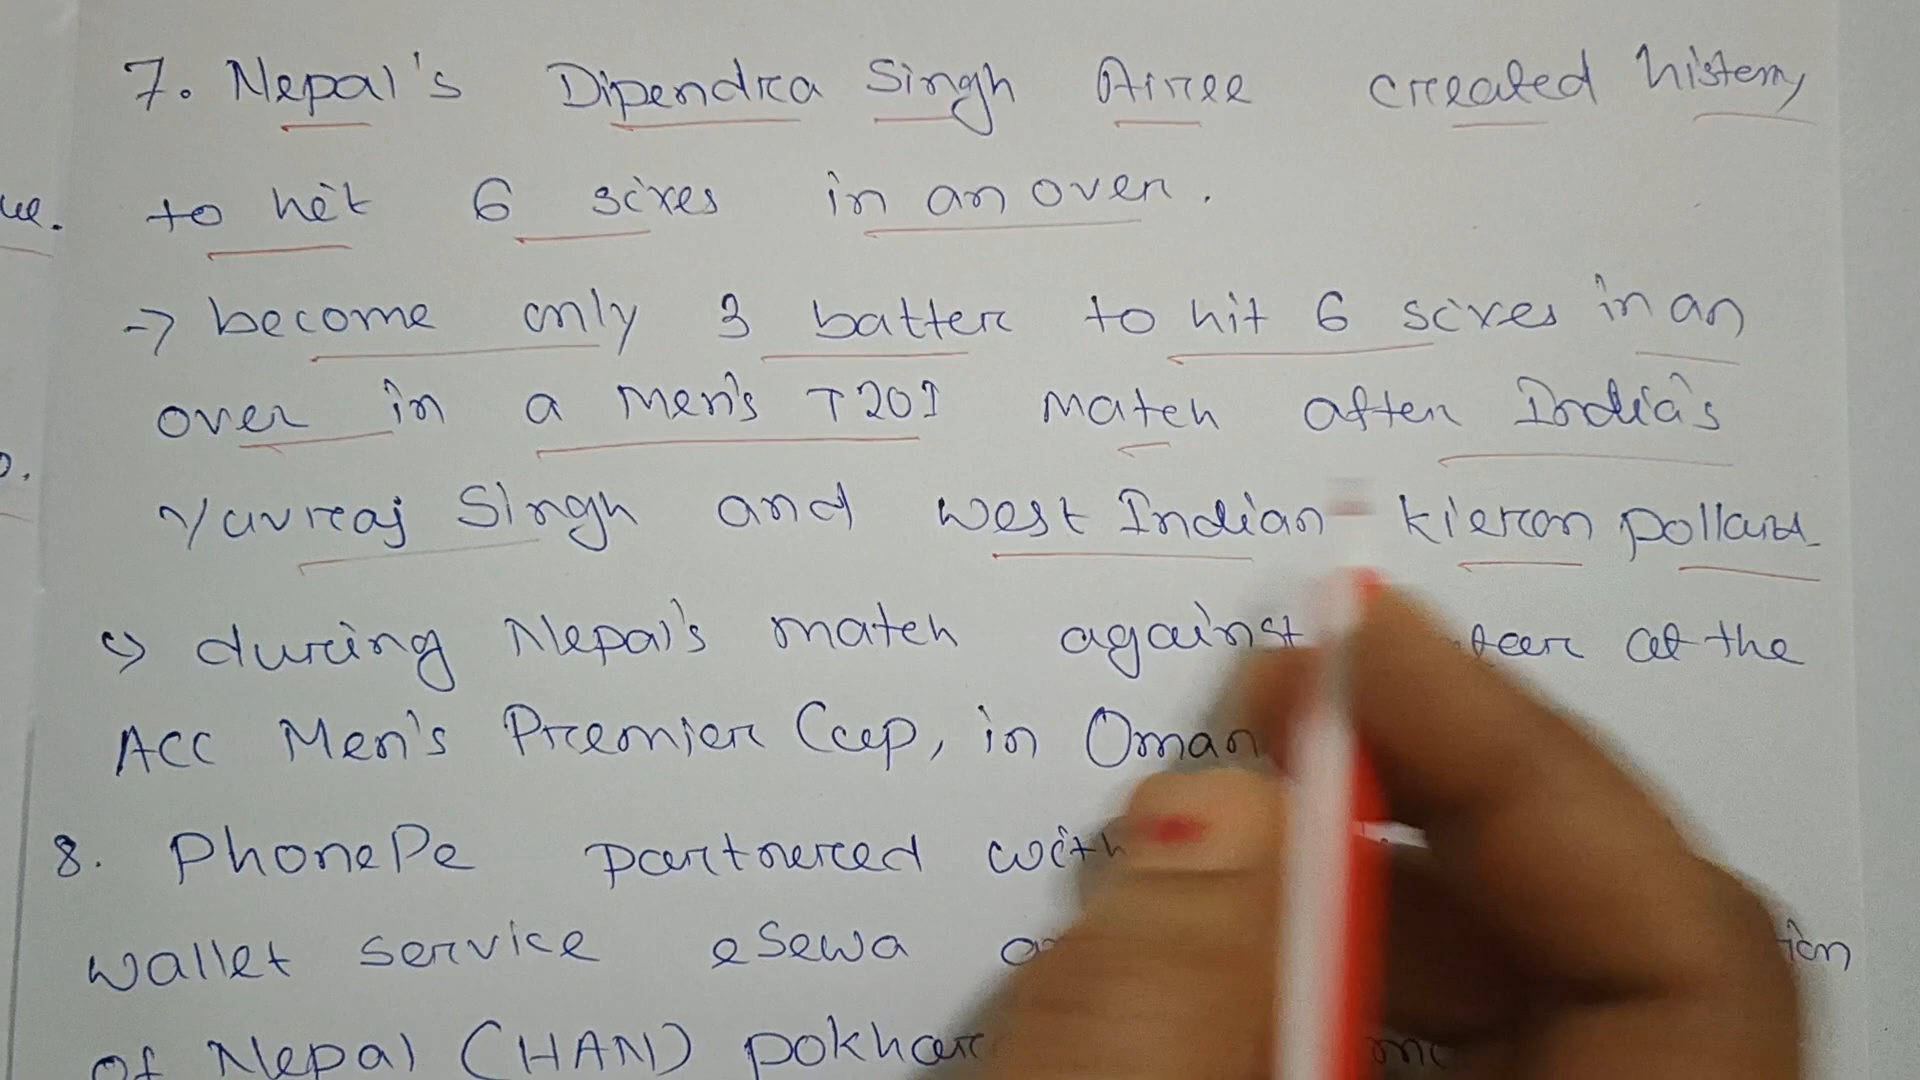 7. Nepal's Dipendra Singh Airee created history
to hit 6 sixes in an over.
→ become only 3 batter to hit 6 sixes in an
over in a Men's T20I match after India's
Yuvraj Singh and West Indian kieron pollard
↪ during Nepal's match against at the
ACC Men's Premier Cup, in Oman
8. PhonePe partnered with
wallet service eSewa
of Nepal (HAN)